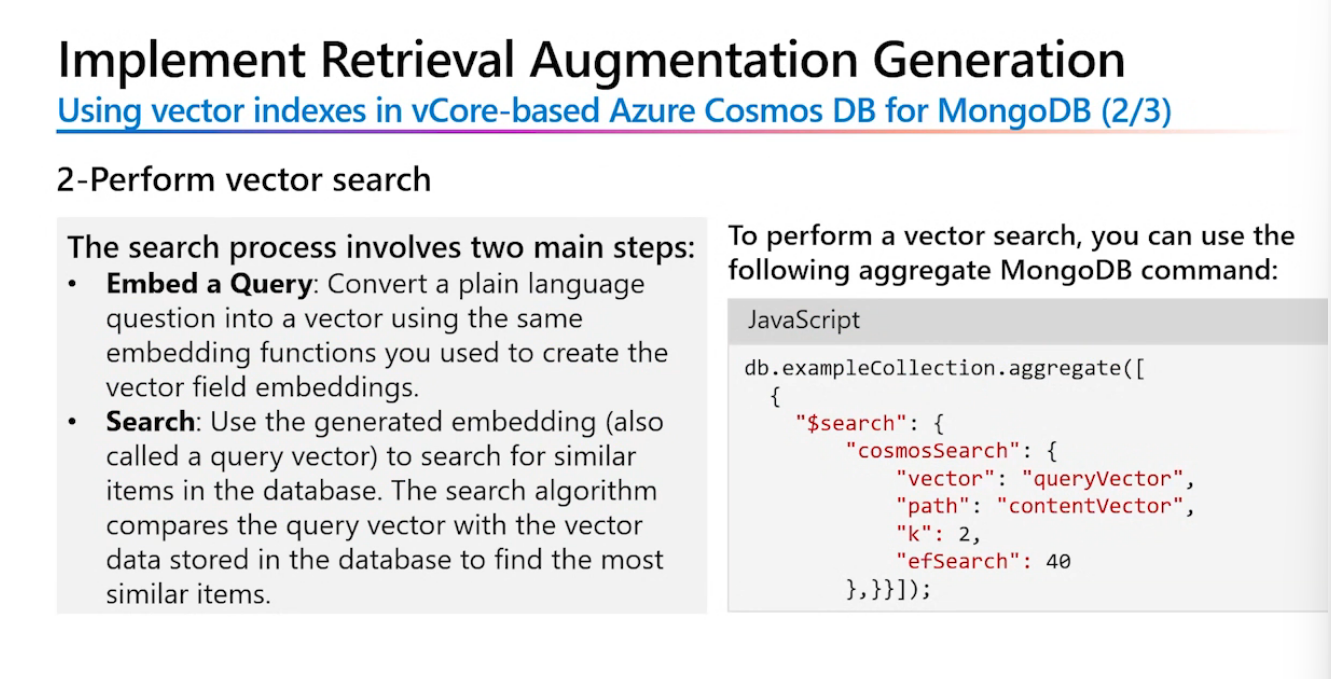 Implement Retrieval Augmentation Generation
Using vector indexes in vCore-based Azure Cosmos DB for MongoDB (2/3)
2-Perform vector search
The search process involves two main steps:
• Embed a Query: Convert a plain language
question into a vector using the same
embedding functions you used to create the
vector field embeddings.
• Search: Use the generated embedding (also
called a query vector) to search for similar
items in the database. The search algorithm
compares the query vector with the vector
data stored in the database to find the most
similar items.
To perform a vector search, you can use the
following aggregate MongoDB command:
JavaScript
db.exampleCollection.aggregate([
{
"$search": {
"cosmosSearch": {
"vector": "queryVector",
"path": "contentVector",
"k": 2,
"efSearch": 40
},}}]);